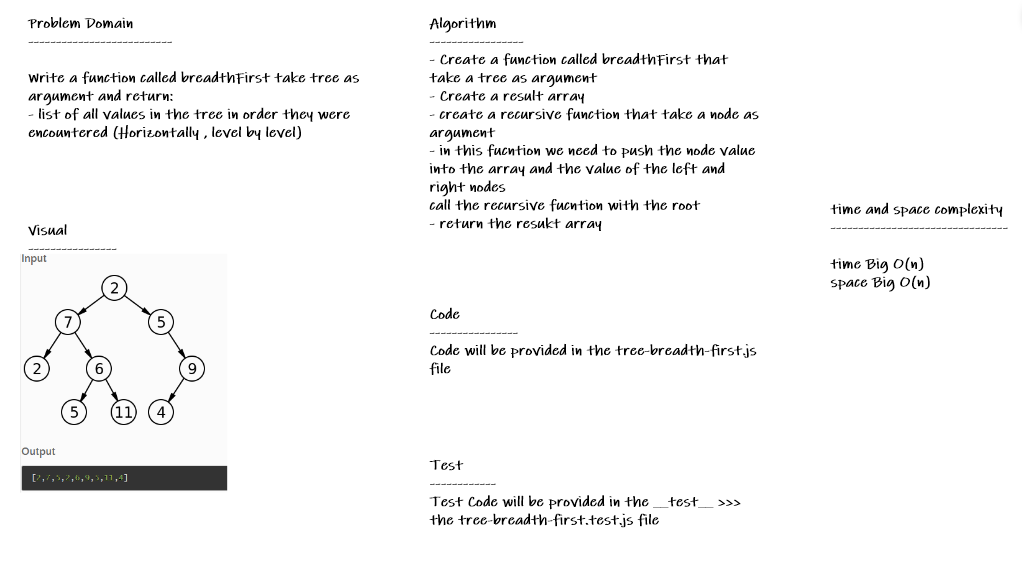 Problem Domain
--------------------------
Write a function called breadthFirst take tree as
argument and return:
- list of all values in the tree in order they were
encountered (Horizontally , level by level)
Visual
----------------
Input
2
7
5
2
6
9
5
11
4
Output
[2,7,5,2,6,9,5,11,4]
Algorithm
-----------------
- Create a function called breadthFirst that
take a tree as argument
- Create a result array
- create a recursive function that take a node as
argument
- in this fucntion we need to push the node value
into the array and the value of the left and
right nodes
call the recursive fucntion with the root
- return the resukt array
Code
----------------
Code will be provided in the tree-breadth-first.js
file
Test
------------
Test Code will be provided in the __test__ >>>
the tree-breadth-first.test.js file
time and space complexity
--------------------------------
time Big O(n)
space Big O(n)